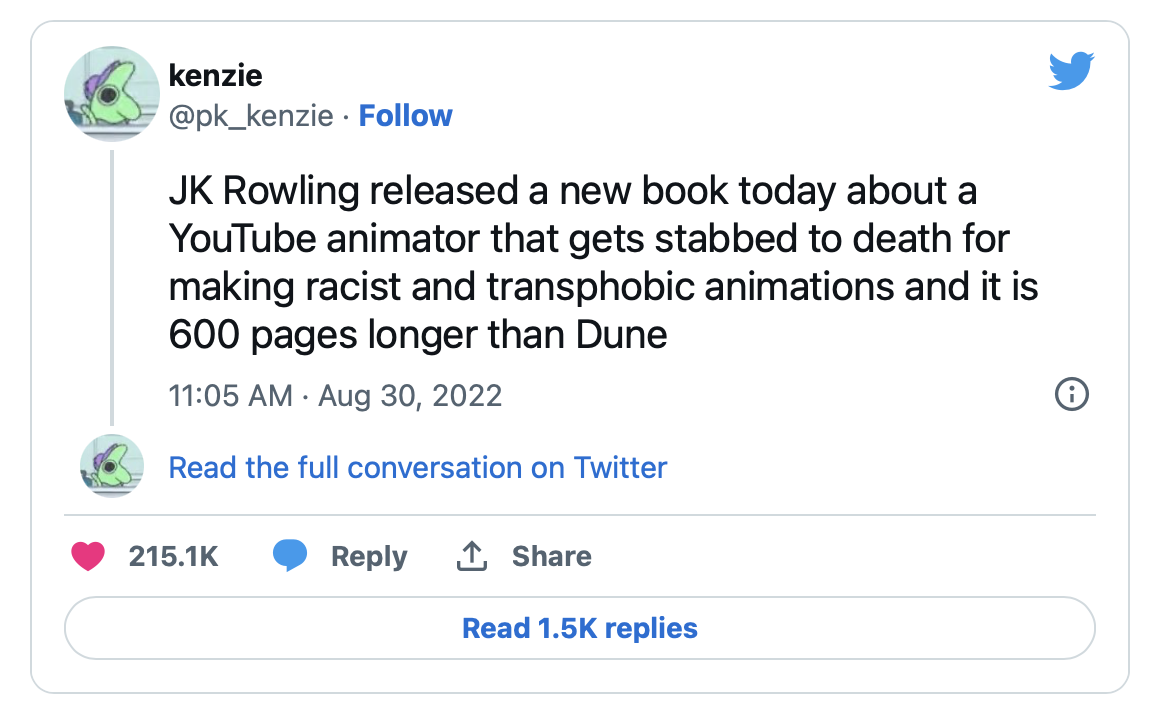 kenzie
@pk_kenzie · Follow
JK Rowling released a new book today about a
YouTube animator that gets stabbed to death for
making racist and transphobic animations and it is
600 pages longer than Dune
11:05 AM · Aug 30, 2022
Read the full conversation on Twitter
215.1K Reply Share
Read 1.5K replies